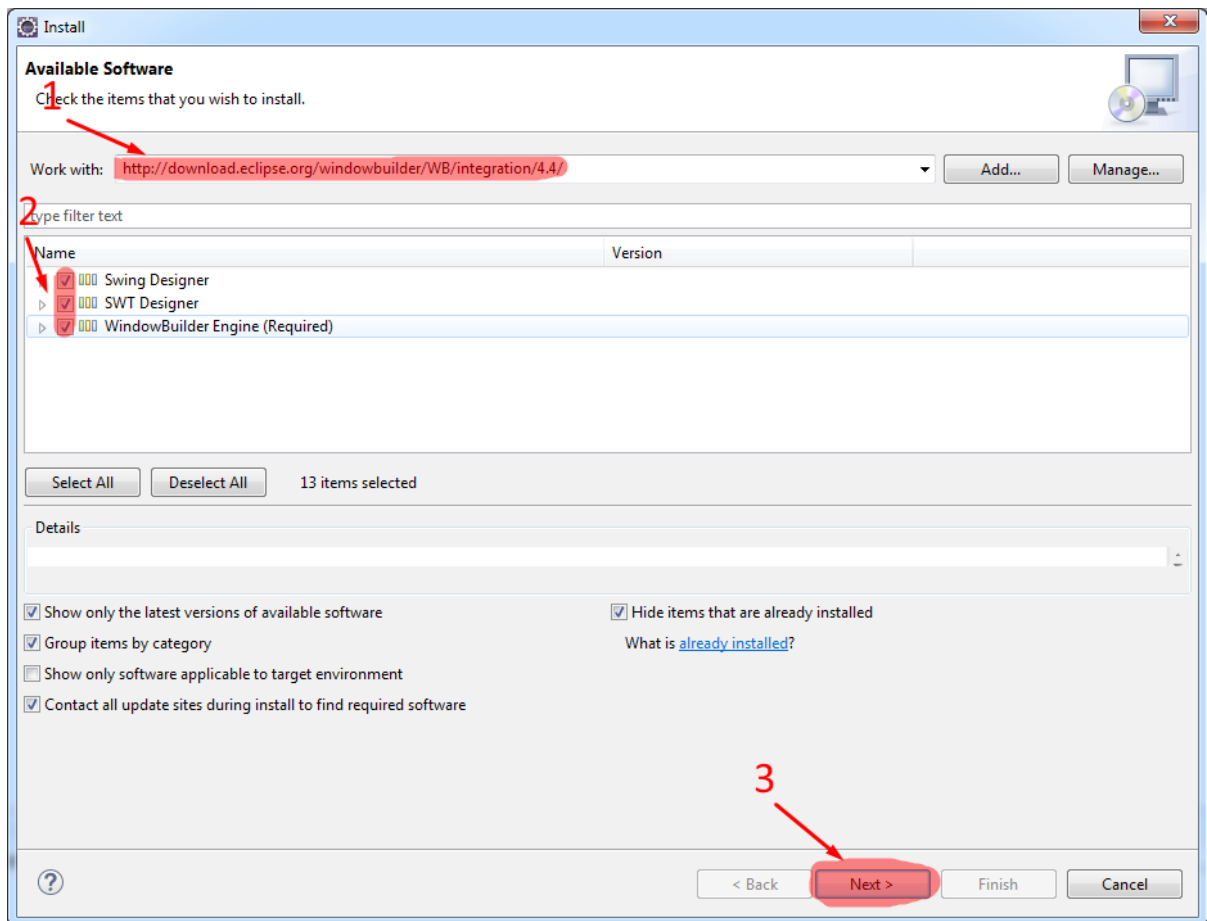 Install
Available Software
Check the items that you wish to install.
1
Work with: http://download.eclipse.org/windowbuilder/WB/integration/4.4/ Add... Manage...
2
type filter text
Name Version
Swing Designer
SWT Designer
WindowBuilder Engine (Required)
Select All Deselect All 13 items selected
Details
Show only the latest versions of available software Hide items that are already installed
Group items by category What is already installed?
Show only software applicable to target environment
Contact all update sites during install to find required software
3
? < Back Next > Finish Cancel